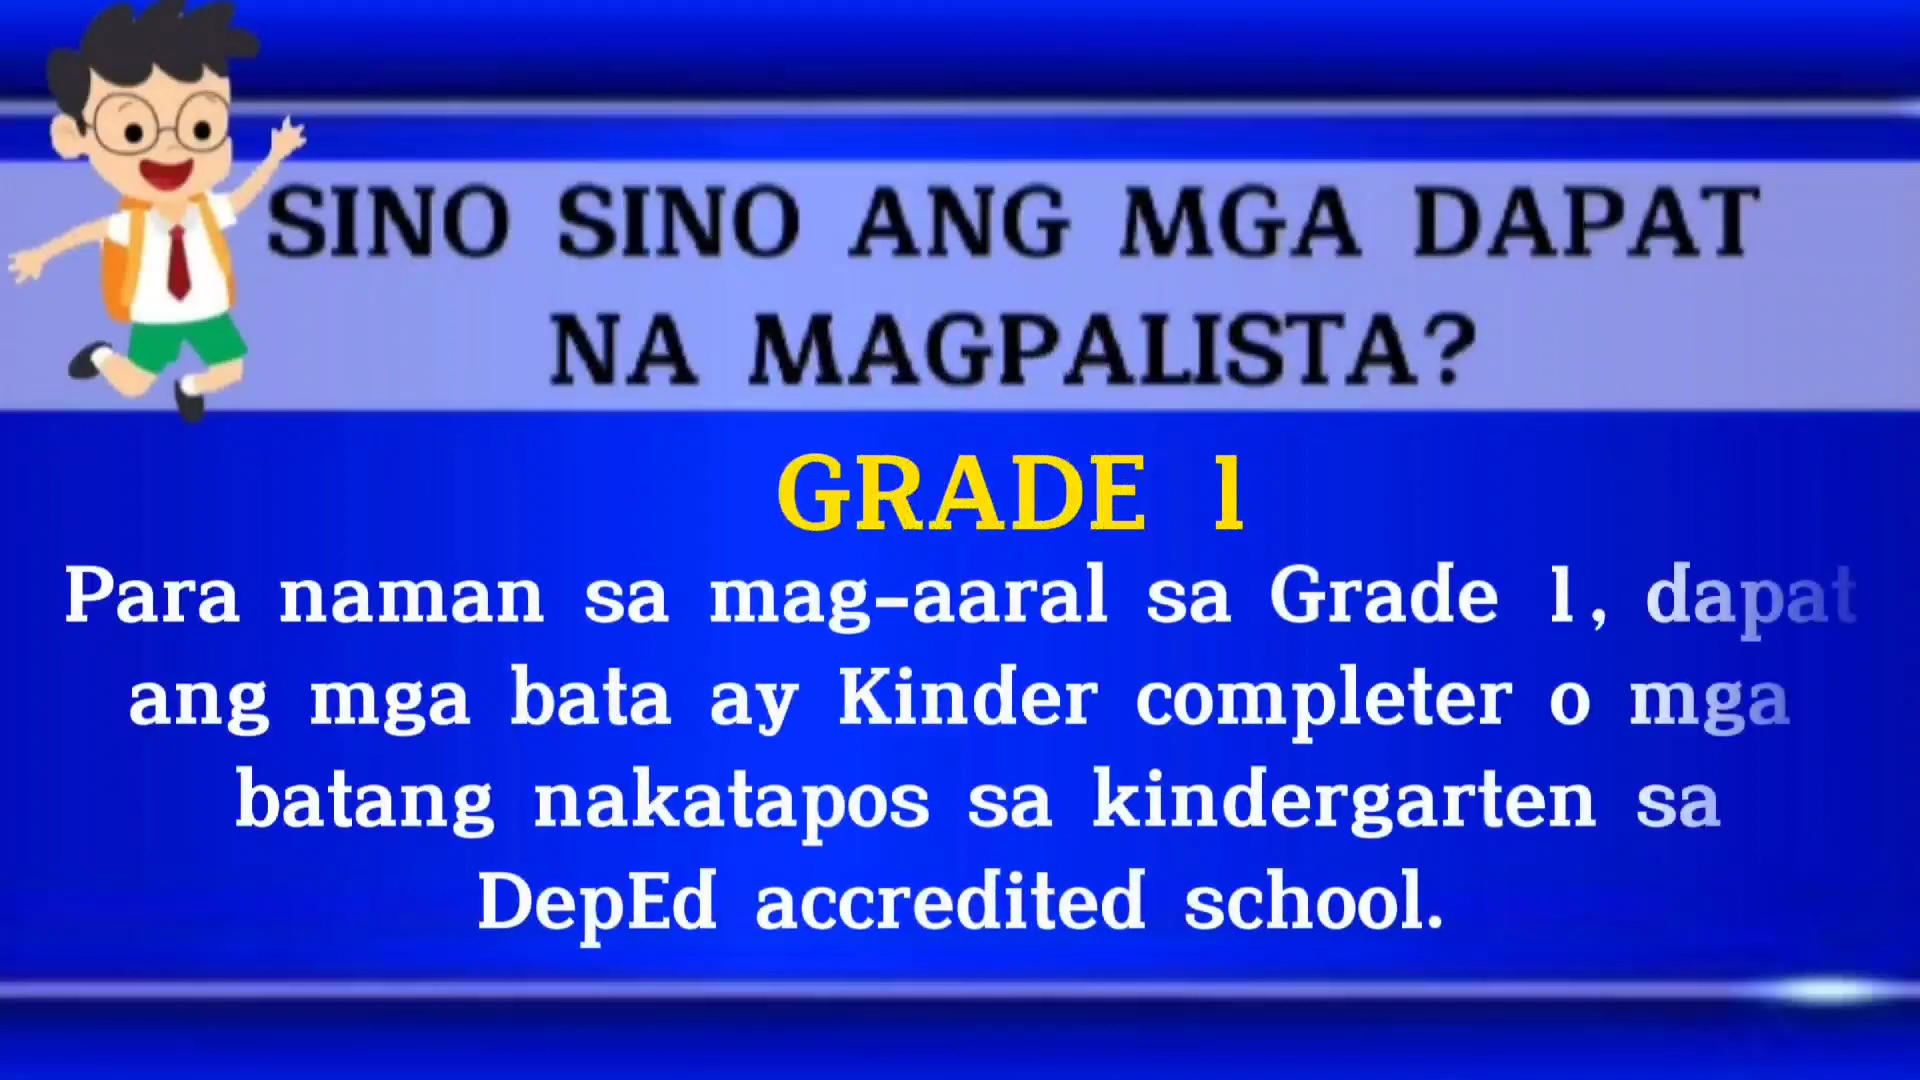 SINO SINO ANG MGA DAPAT
NA MAGPALISTA?
GRADE 1
Para naman sa mag-aaral sa Grade 1, dapat
ang mga bata ay Kinder completer o mga
batang nakatapos sa kindergarten sa
DepEd accredited school.